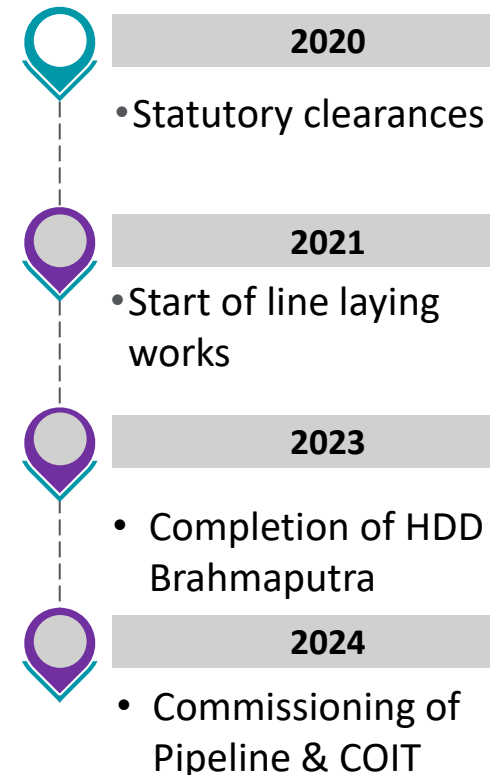 2020
•Statutory clearances
2021
•Start of line laying
works
2023
• Completion of HDD
Brahmaputra
2024
• Commissioning of
Pipeline & COIT